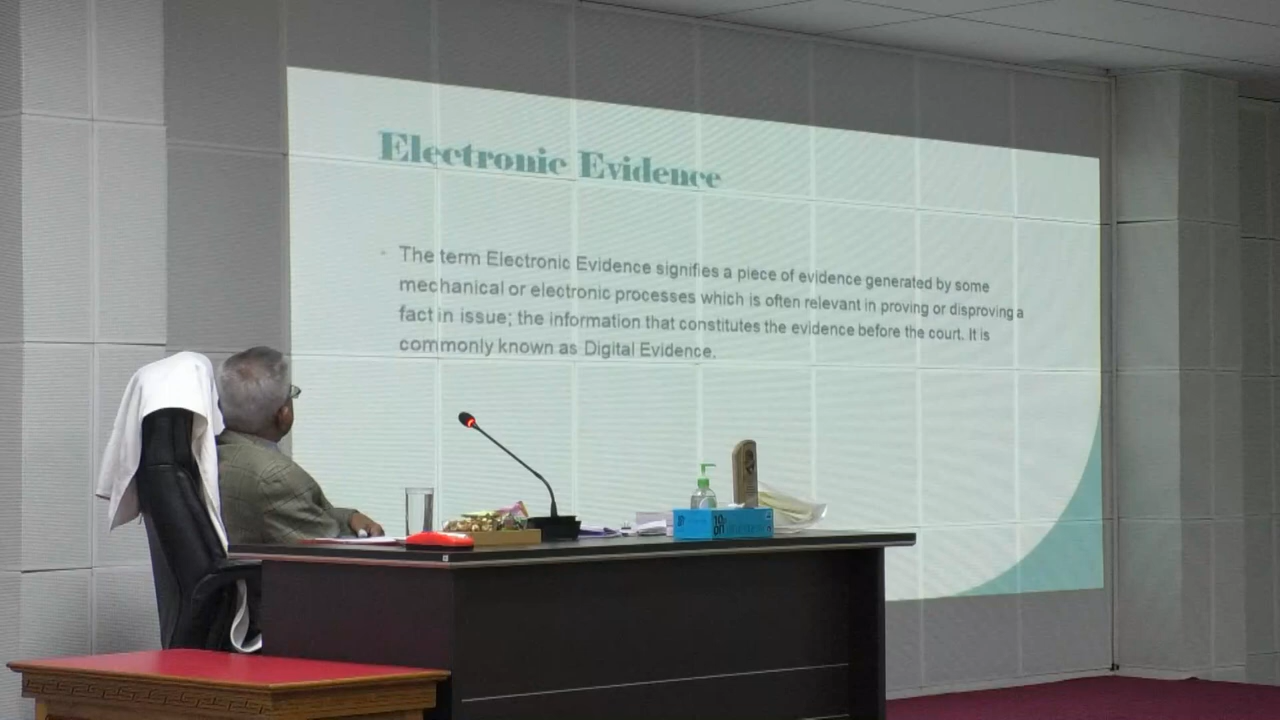 Electronic Evidence
The term Electronic Evidence signifies a piece of evidence generated by some
mechanical or electronic processes which is often relevant in proving or disproving a
fact in issue; the information that constitutes the evidence before the court. It is
commonly known as Digital Evidence.